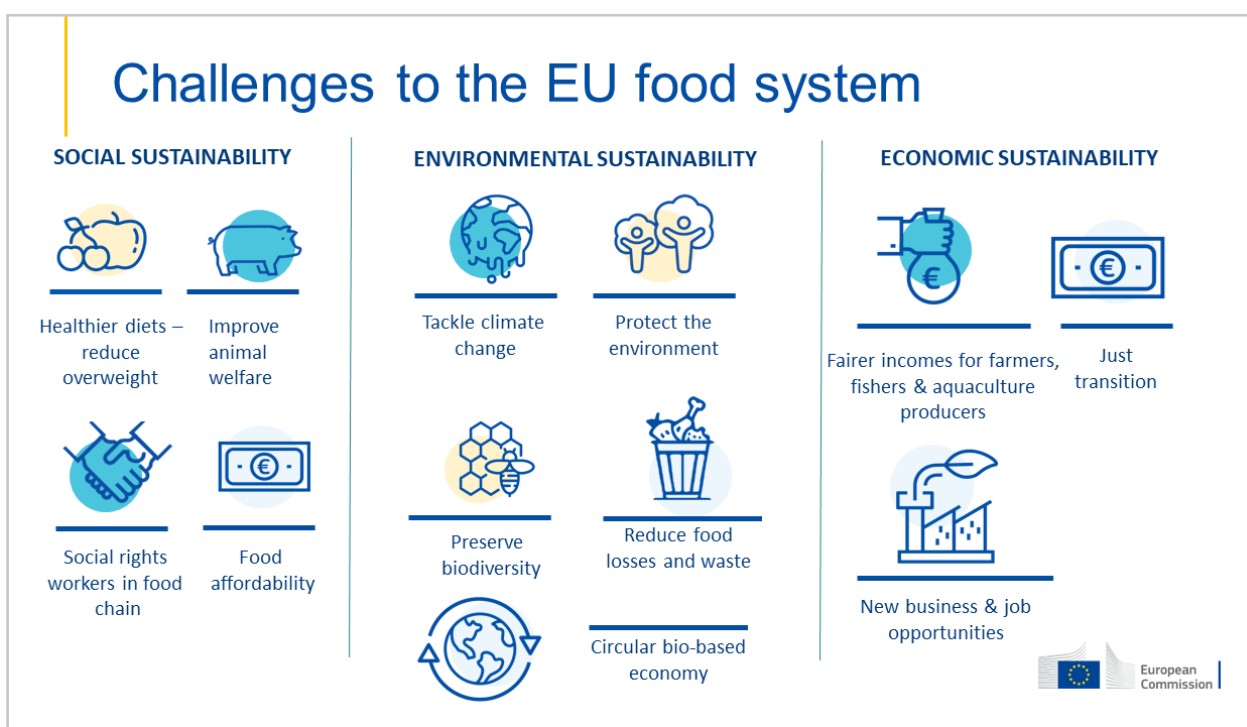 Challenges to the EU food system
SOCIAL SUSTAINABILITY
Healthier diets –
reduce
overweight
Improve
animal
welfare
Social rights
workers in food
chain
€
Food
affordability
ENVIRONMENTAL SUSTAINABILITY
Tackle climate
change
Protect the
environment
Preserve
biodiversity
Reduce food
losses and waste
Circular bio-based
economy
ECONOMIC SUSTAINABILITY
€
Fairer incomes for farmers,
fishers & aquaculture
producers
€
Just
transition
New business & job
opportunities
European
Commission